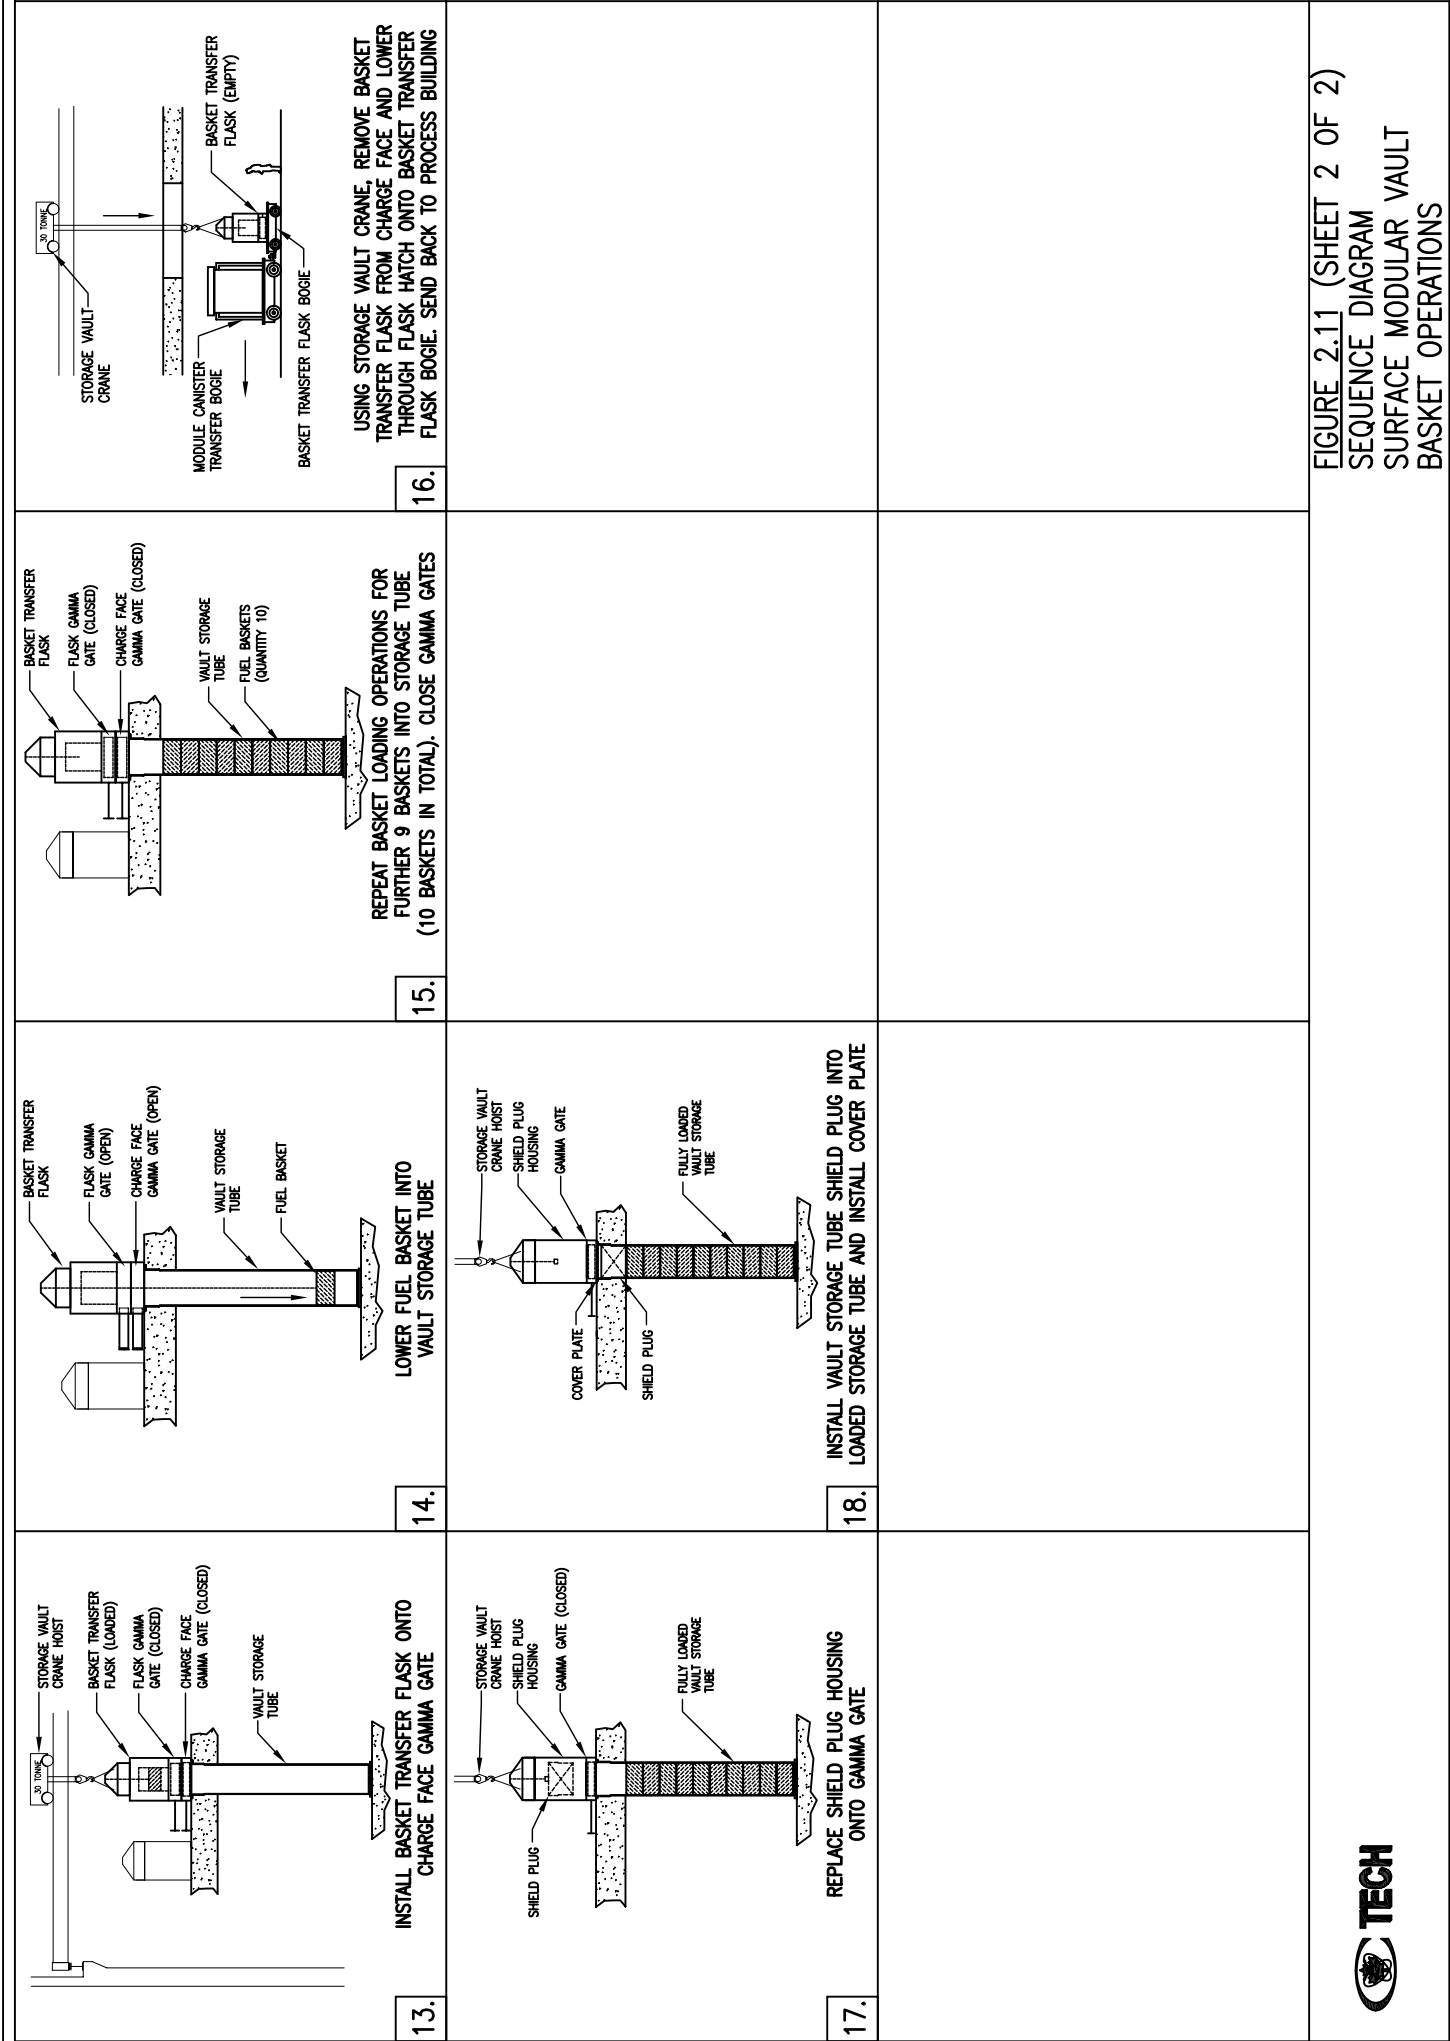 30 TONNE
STORAGE VAULT
CRANE HOIST
BASKET TRANSFER
FLASK (LOADED)
FLASK GAMMA
GATE (CLOSED)
CHARGE FACE
GAMMA GATE (CLOSED)
VAULT STORAGE
TUBE
13.
INSTALL BASKET TRANSFER FLASK ONTO
CHARGE FACE GAMMA GATE
BASKET TRANSFER
FLASK
FLASK GAMMA
GATE (OPEN)
CHARGE FACE
GAMMA GATE (OPEN)
VAULT STORAGE
TUBE
FUEL BASKET
14.
LOWER FUEL BASKET INTO
VAULT STORAGE TUBE
BASKET TRANSFER
FLASK
FLASK GAMMA
GATE (CLOSED)
CHARGE FACE
GAMMA GATE (CLOSED)
VAULT STORAGE
TUBE
FUEL BASKETS
(QUANTITY 10)
15.
REPEAT BASKET LOADING OPERATIONS FOR
FURTHER 9 BASKETS INTO STORAGE TUBE
(10 BASKETS IN TOTAL). CLOSE GAMMA GATES
30 TONNE
STORAGE VAULT
CRANE
MODULE CANISTER
TRANSFER BOGIE
BASKET TRANSFER
FLASK (EMPTY)
BASKET TRANSFER FLASK BOGIE
16.
USING STORAGE VAULT CRANE, REMOVE BASKET
TRANSFER FLASK FROM CHARGE FACE AND LOWER
THROUGH FLASK HATCH ONTO BASKET TRANSFER
FLASK BOGIE. SEND BACK TO PROCESS BUILDING
STORAGE VAULT
CRANE HOIST
SHIELD PLUG
HOUSING
GAMMA GATE (CLOSED)
SHIELD PLUG
FULLY LOADED
VAULT STORAGE
TUBE
17.
REPLACE SHIELD PLUG HOUSING
ONTO GAMMA GATE
STORAGE VAULT
CRANE HOIST
SHIELD PLUG
HOUSING
GAMMA GATE
COVER PLATE
SHIELD PLUG
FULLY LOADED
VAULT STORAGE
TUBE
18.
INSTALL VAULT STORAGE TUBE SHIELD PLUG INTO
LOADED STORAGE TUBE AND INSTALL COVER PLATE
TECH
FIGURE 2.11 (SHEET 2 OF 2)
SEQUENCE DIAGRAM
SURFACE MODULAR VAULT
BASKET OPERATIONS